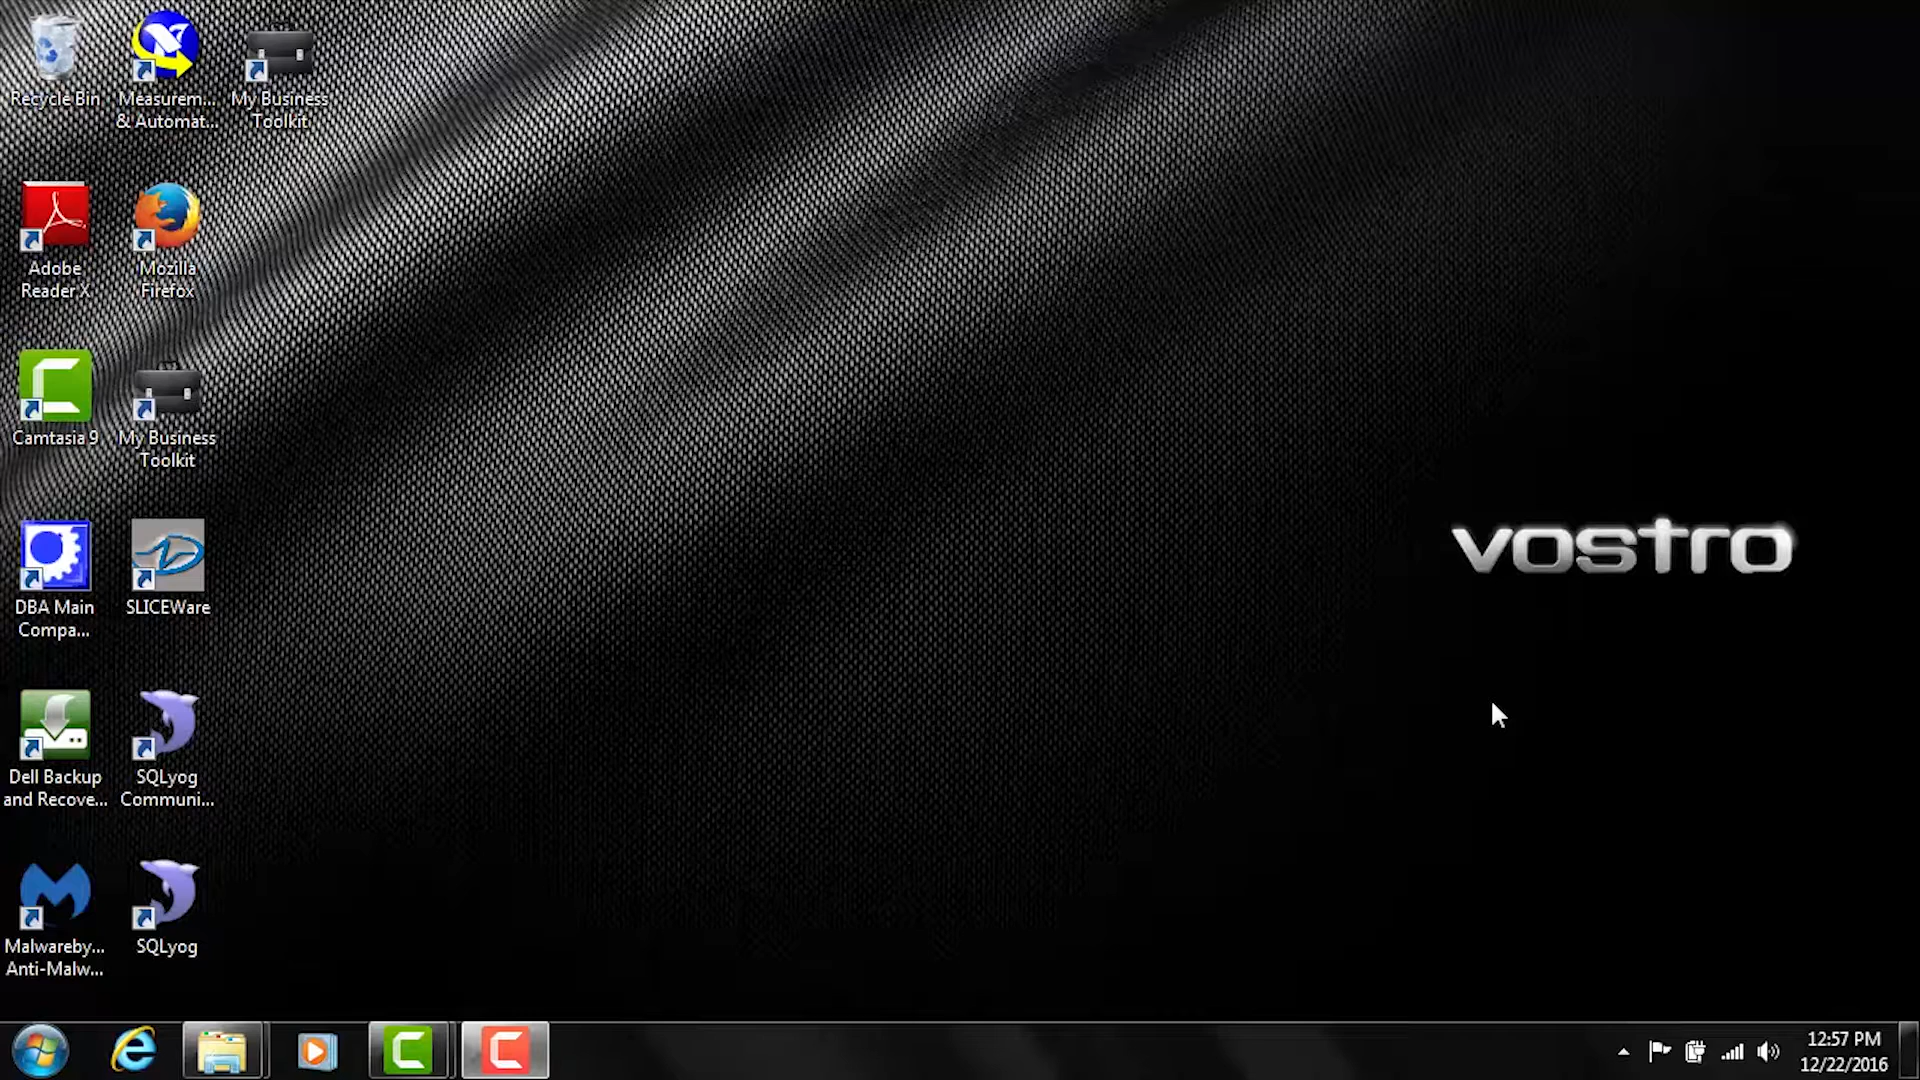 Recycle Bin
Measurem...
& Automat...
My Business
Toolkit
Adobe
Reader X
Mozilla
Firefox
Camtasia 9
My Business
Toolkit
DBA Main
Compa...
SLICEWare
Dell Backup
and Recove...
SQLyog
Communi...
Malwareby...
Anti-Malw...
SQLyog
vostro
12:57 PM
12/22/2016